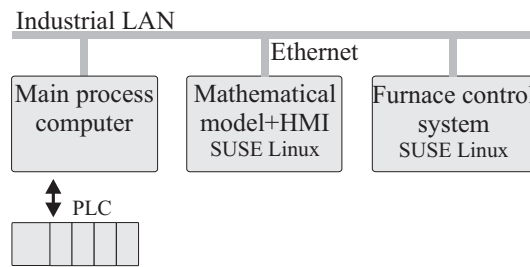 Industrial LAN
Ethernet
Main process
computer
Mathematical
model+HMI
SUSE Linux
Furnace control
system
SUSE Linux
PLC